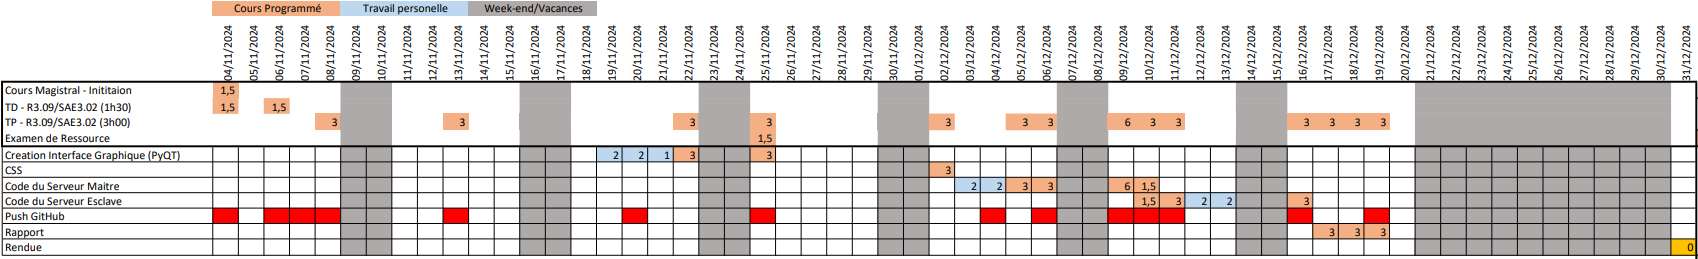 Cours Programmé Travail personelle Week-end/Vacances
04/11/2024 05/11/2024 06/11/2024 07/11/2024 08/11/2024 09/11/2024 10/11/2024 11/11/2024 12/11/2024 13/11/2024 14/11/2024 15/11/2024 16/11/2024 17/11/2024 18/11/2024 19/11/2024 20/11/2024 21/11/2024 22/11/2024 23/11/2024 24/11/2024 25/11/2024 26/11/2024 27/11/2024 28/11/2024 29/11/2024 30/11/2024 01/12/2024 02/12/2024 03/12/2024 04/12/2024 05/12/2024 06/12/2024 07/12/2024 08/12/2024 09/12/2024 10/12/2024 11/12/2024 12/12/2024 13/12/2024 14/12/2024 15/12/2024 16/12/2024 17/12/2024 18/12/2024 19/12/2024 20/12/2024 21/12/2024 22/12/2024 23/12/2024 24/12/2024 25/12/2024 26/12/2024 27/12/2024 28/12/2024 29/12/2024 30/12/2024 31/12/2024
Cours Magistral - Inititaion 1,5
TD - R3.09/SAE3.02 (1h30) 1,5 1,5
TP - R3.09/SAE3.02 (3h00) 3 3 3 3 3 3 3 6 3 3 3 3 3 3
Examen de Ressource 1,5
Creation Interface Graphique (PyQT) 2 2 1 3 3
CSS 3
Code du Serveur Maitre 2 2 3 3 6 1,5
Code du Serveur Esclave 1,5 3 2 2 3
Push GitHub
Rapport 3 3 3
Rendue 0